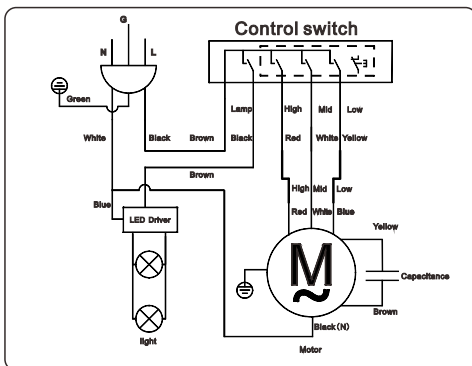 Control switch
G
N L
Green
Lamp High Mid Low
White Black Brown Black Red White Yellow
Brown
High Mid Low
Blue
Red White Blue
LED Driver
Yellow
M
Capacitance
Brown
Black(N)
light
Motor